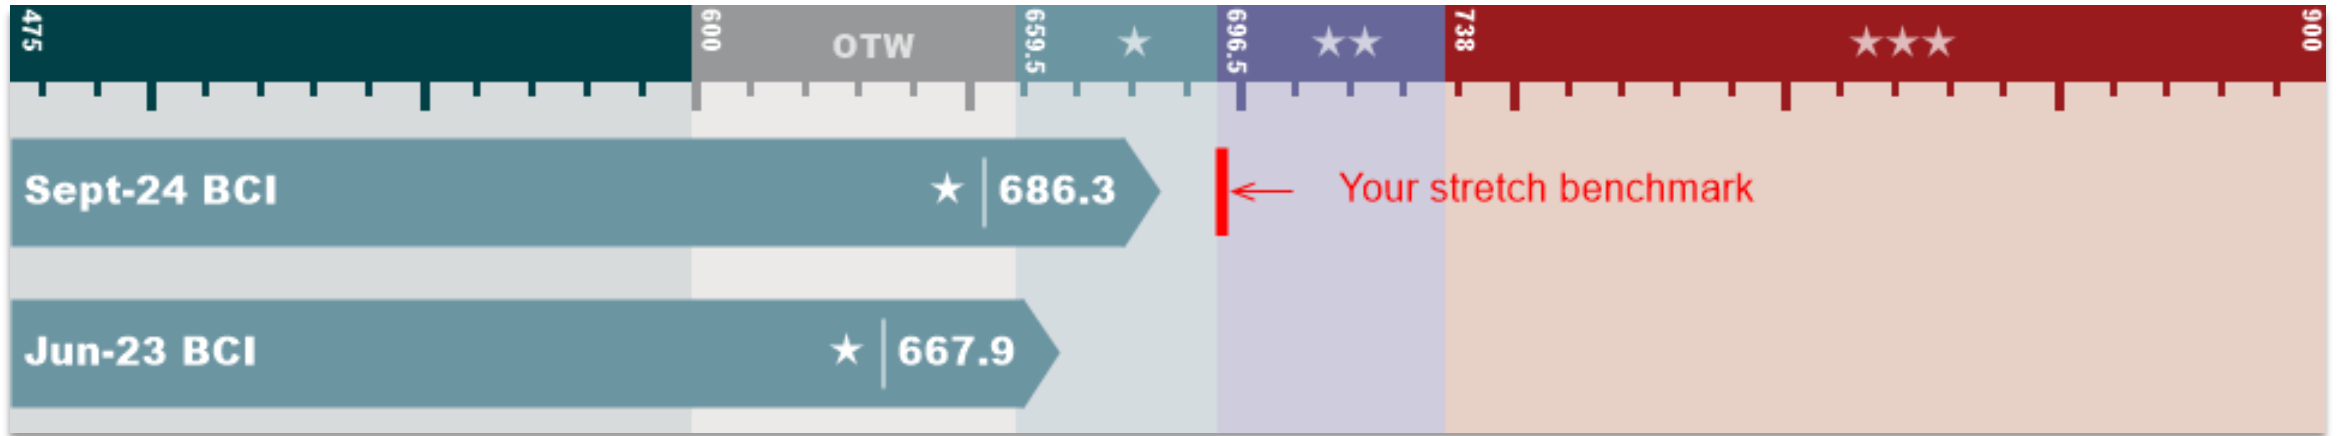 475
600
OTW
659.5
★
696.5
★★
738
★★★
900
Sept-24 BCI ★ 686.3
Your stretch benchmark
Jun-23 BCI ★ 667.9